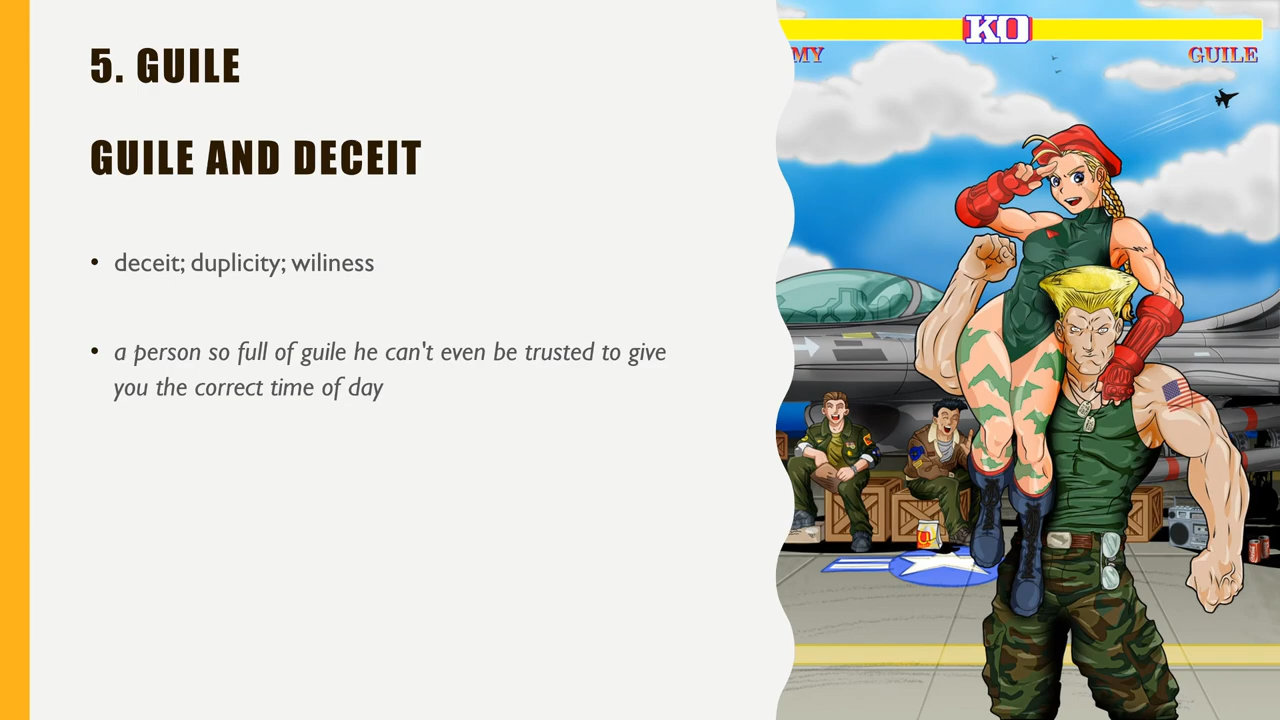 5. GUILE
GUILE AND DECEIT
• deceit; duplicity; wiliness
• a person so full of guile he can't even be trusted to give
you the correct time of day
KO
MY
GUILE